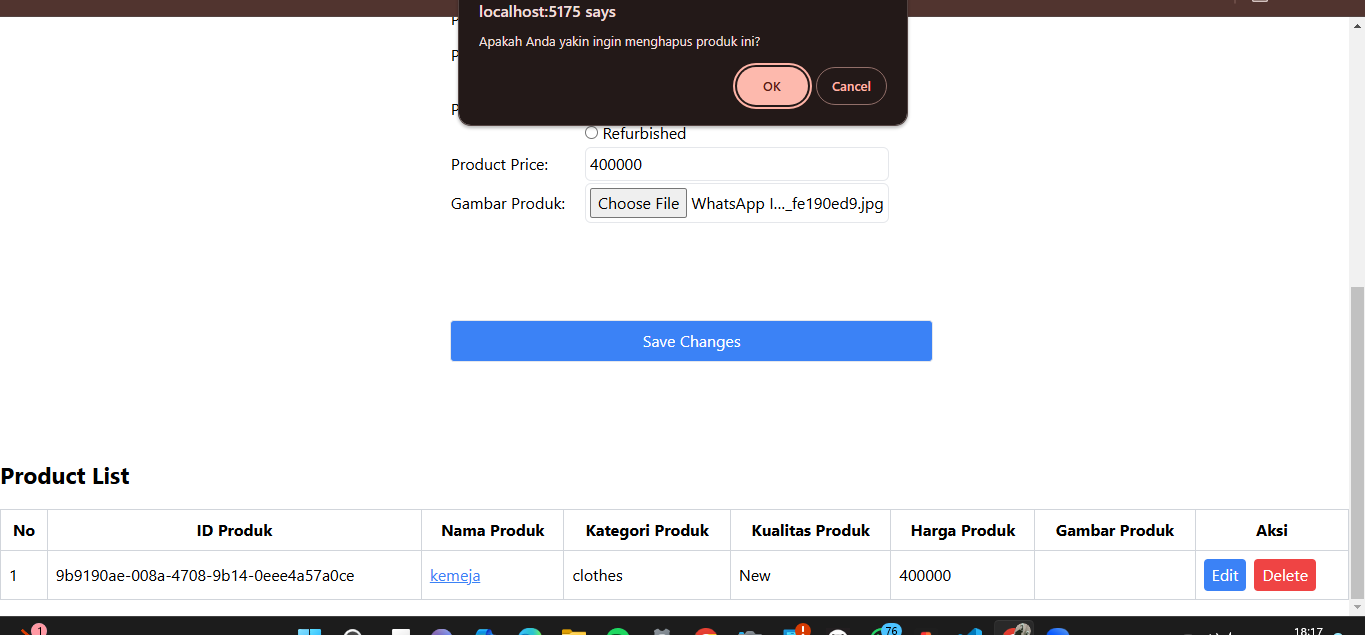 localhost:5175 says
Apakah Anda yakin ingin menghapus produk ini?
OK
Cancel
Refurbished
Product Price:
400000
Gambar Produk:
Choose File
WhatsApp I..._fe190ed9.jpg
Save Changes
Product List
No ID Produk Nama Produk Kategori Produk Kualitas Produk Harga Produk Gambar Produk Aksi
1 9b9190ae-008a-4708-9b14-0eee4a57a0ce kemeja clothes New 400000 Edit Delete
1
76
18:17